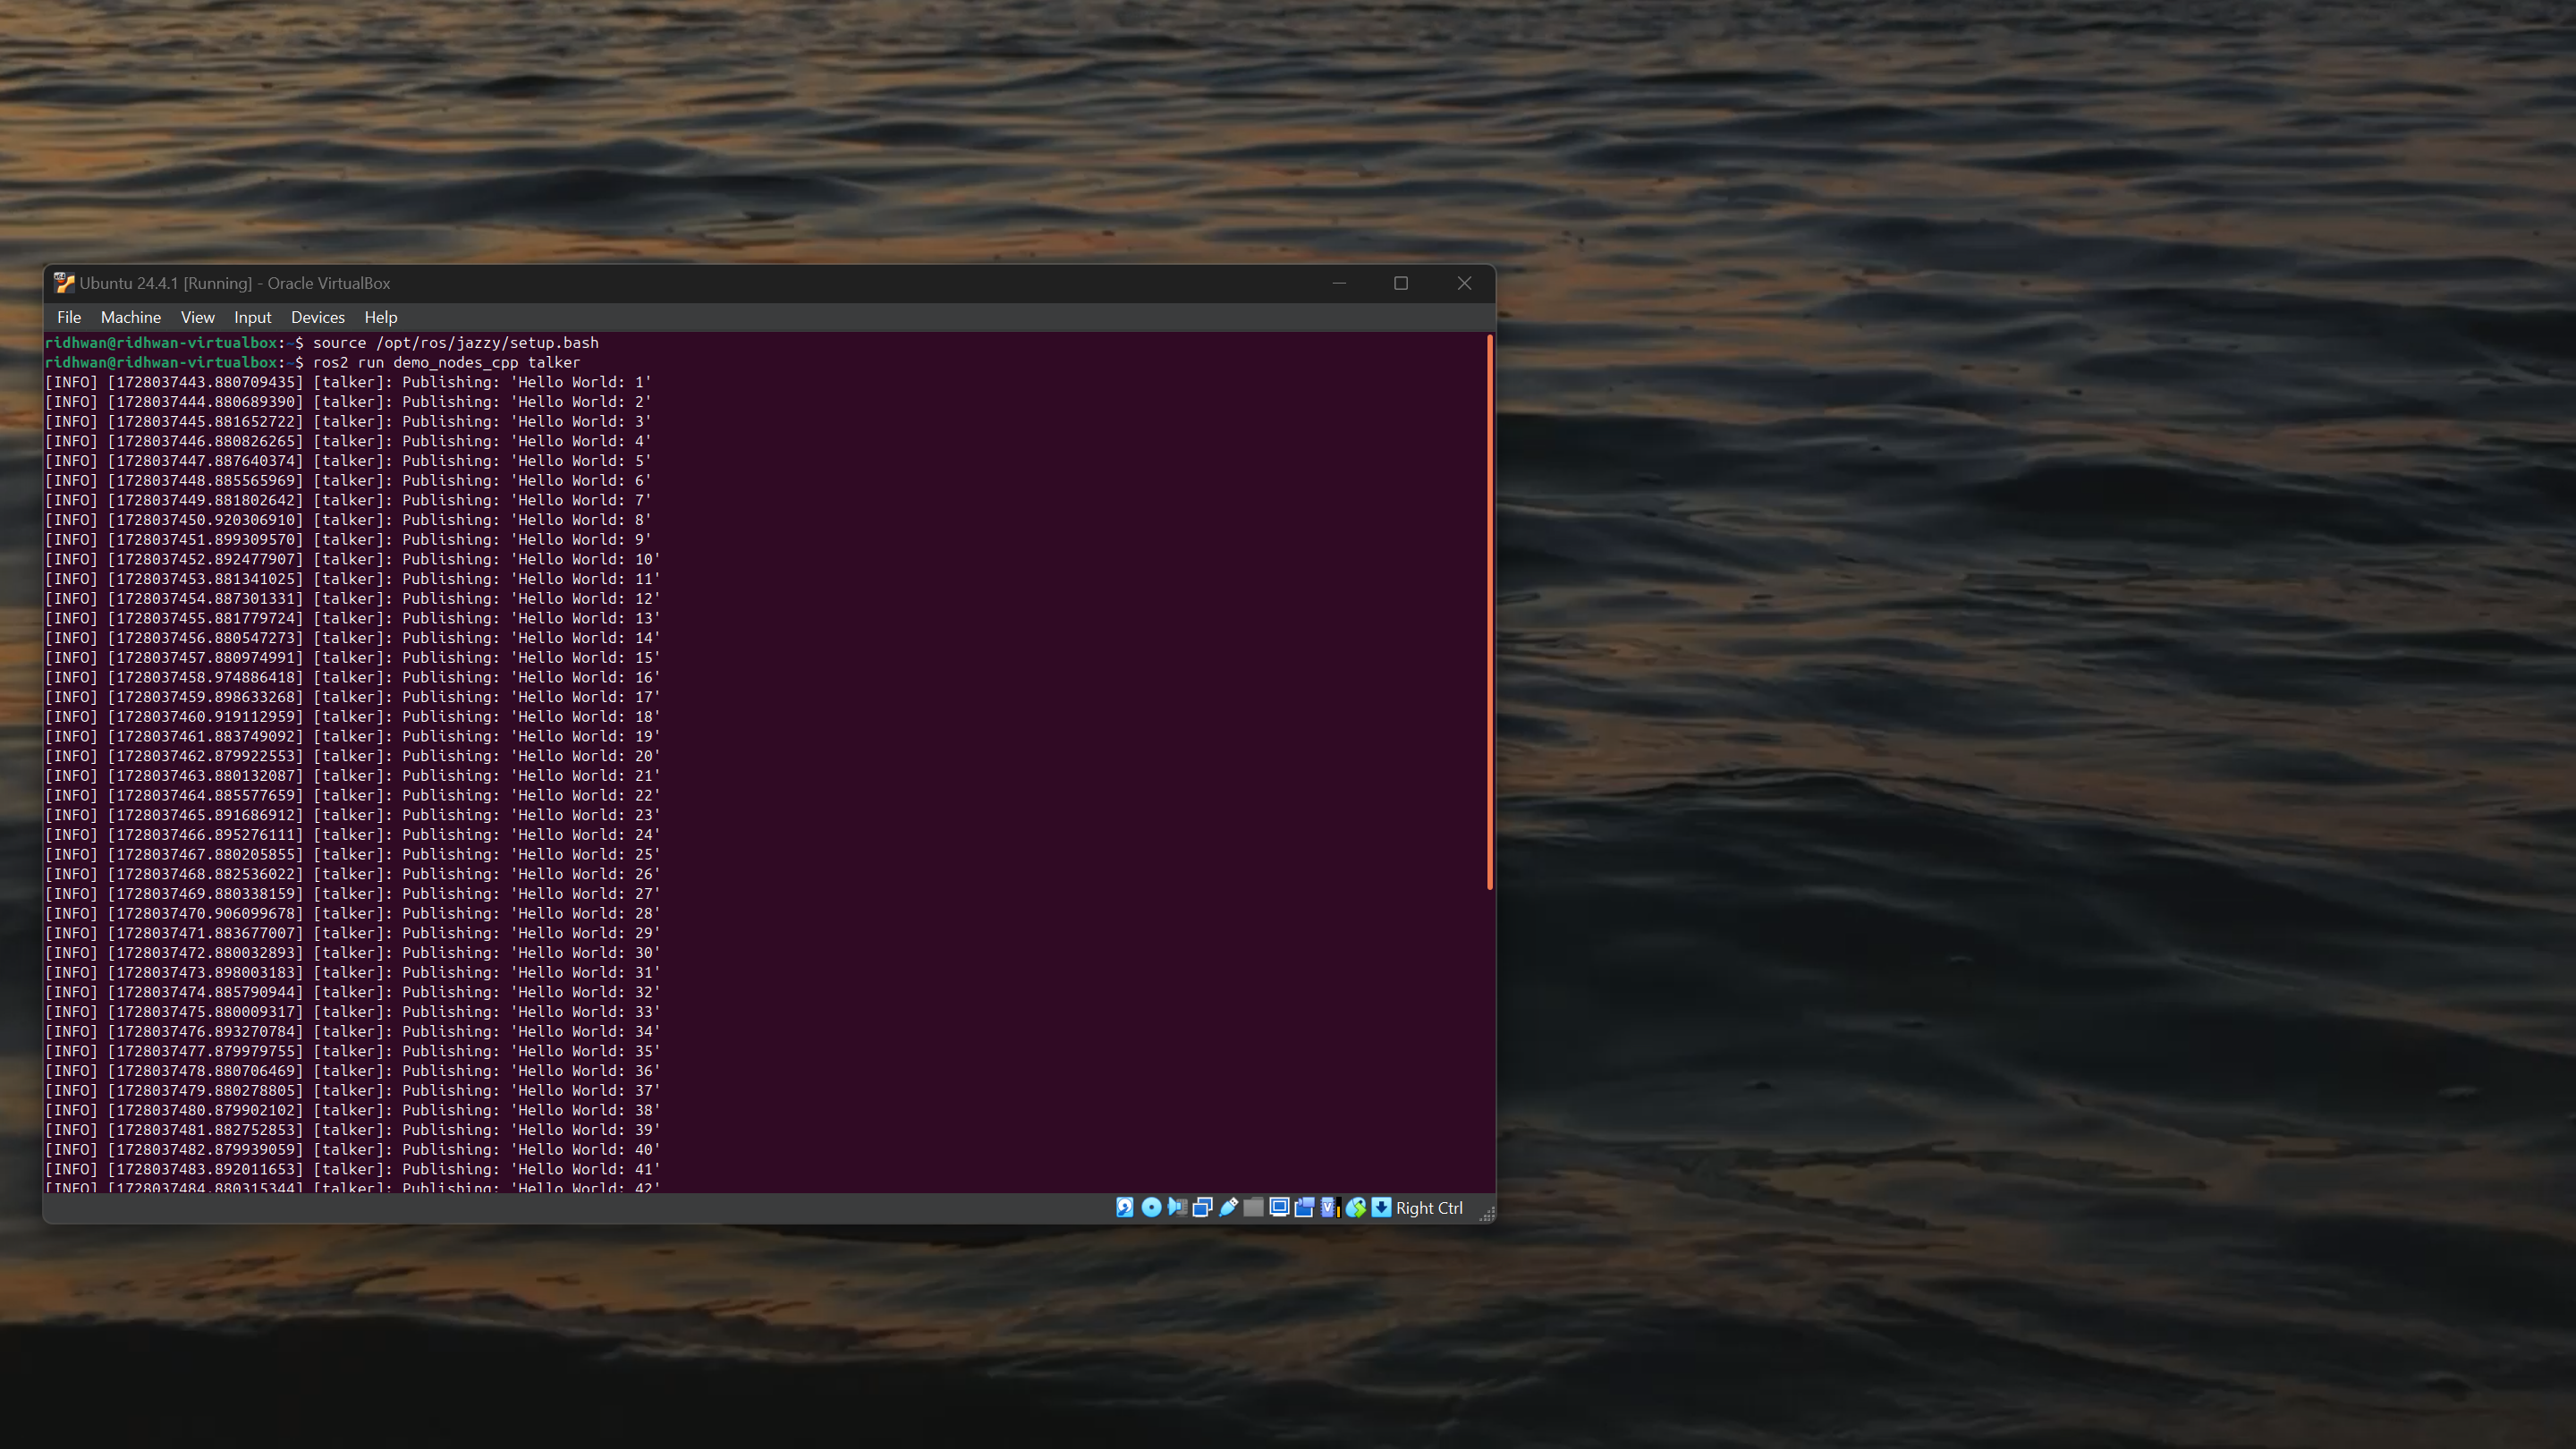 Ubuntu 24.4.1 [Running] - Oracle VirtualBox
File Machine View Input Devices Help
ridhwan@ridhwan-virtualbox:~$ source /opt/ros/jazzy/setup.bash
ridhwan@ridhwan-virtualbox:~$ ros2 run demo_nodes_cpp talker
[INFO] [1728037443.880709435] [talker]: Publishing: 'Hello World: 1'
[INFO] [1728037444.880689390] [talker]: Publishing: 'Hello World: 2'
[INFO] [1728037445.881652722] [talker]: Publishing: 'Hello World: 3'
[INFO] [1728037446.880826265] [talker]: Publishing: 'Hello World: 4'
[INFO] [1728037447.887640374] [talker]: Publishing: 'Hello World: 5'
[INFO] [1728037448.885565969] [talker]: Publishing: 'Hello World: 6'
[INFO] [1728037449.881802642] [talker]: Publishing: 'Hello World: 7'
[INFO] [1728037450.920306910] [talker]: Publishing: 'Hello World: 8'
[INFO] [1728037451.899309570] [talker]: Publishing: 'Hello World: 9'
[INFO] [1728037452.892477907] [talker]: Publishing: 'Hello World: 10'
[INFO] [1728037453.881341025] [talker]: Publishing: 'Hello World: 11'
[INFO] [1728037454.887301331] [talker]: Publishing: 'Hello World: 12'
[INFO] [1728037455.881779724] [talker]: Publishing: 'Hello World: 13'
[INFO] [1728037456.880547273] [talker]: Publishing: 'Hello World: 14'
[INFO] [1728037457.880974991] [talker]: Publishing: 'Hello World: 15'
[INFO] [1728037458.974886418] [talker]: Publishing: 'Hello World: 16'
[INFO] [1728037459.898633268] [talker]: Publishing: 'Hello World: 17'
[INFO] [1728037460.919112959] [talker]: Publishing: 'Hello World: 18'
[INFO] [1728037461.883749092] [talker]: Publishing: 'Hello World: 19'
[INFO] [1728037462.879922553] [talker]: Publishing: 'Hello World: 20'
[INFO] [1728037463.880132087] [talker]: Publishing: 'Hello World: 21'
[INFO] [1728037464.885577659] [talker]: Publishing: 'Hello World: 22'
[INFO] [1728037465.891686912] [talker]: Publishing: 'Hello World: 23'
[INFO] [1728037466.895276111] [talker]: Publishing: 'Hello World: 24'
[INFO] [1728037467.880205855] [talker]: Publishing: 'Hello World: 25'
[INFO] [1728037468.882536022] [talker]: Publishing: 'Hello World: 26'
[INFO] [1728037469.880338159] [talker]: Publishing: 'Hello World: 27'
[INFO] [1728037470.906099678] [talker]: Publishing: 'Hello World: 28'
[INFO] [1728037471.883677007] [talker]: Publishing: 'Hello World: 29'
[INFO] [1728037472.880032893] [talker]: Publishing: 'Hello World: 30'
[INFO] [1728037473.898003183] [talker]: Publishing: 'Hello World: 31'
[INFO] [1728037474.885790944] [talker]: Publishing: 'Hello World: 32'
[INFO] [1728037475.880009317] [talker]: Publishing: 'Hello World: 33'
[INFO] [1728037476.893270784] [talker]: Publishing: 'Hello World: 34'
[INFO] [1728037477.879979755] [talker]: Publishing: 'Hello World: 35'
[INFO] [1728037478.880706469] [talker]: Publishing: 'Hello World: 36'
[INFO] [1728037479.880278805] [talker]: Publishing: 'Hello World: 37'
[INFO] [1728037480.879902102] [talker]: Publishing: 'Hello World: 38'
[INFO] [1728037481.882752853] [talker]: Publishing: 'Hello World: 39'
[INFO] [1728037482.879939059] [talker]: Publishing: 'Hello World: 40'
[INFO] [1728037483.892011653] [talker]: Publishing: 'Hello World: 41'
[INFO] [1728037484.880315344] [talker]: Publishing: 'Hello World: 42'
Right Ctrl